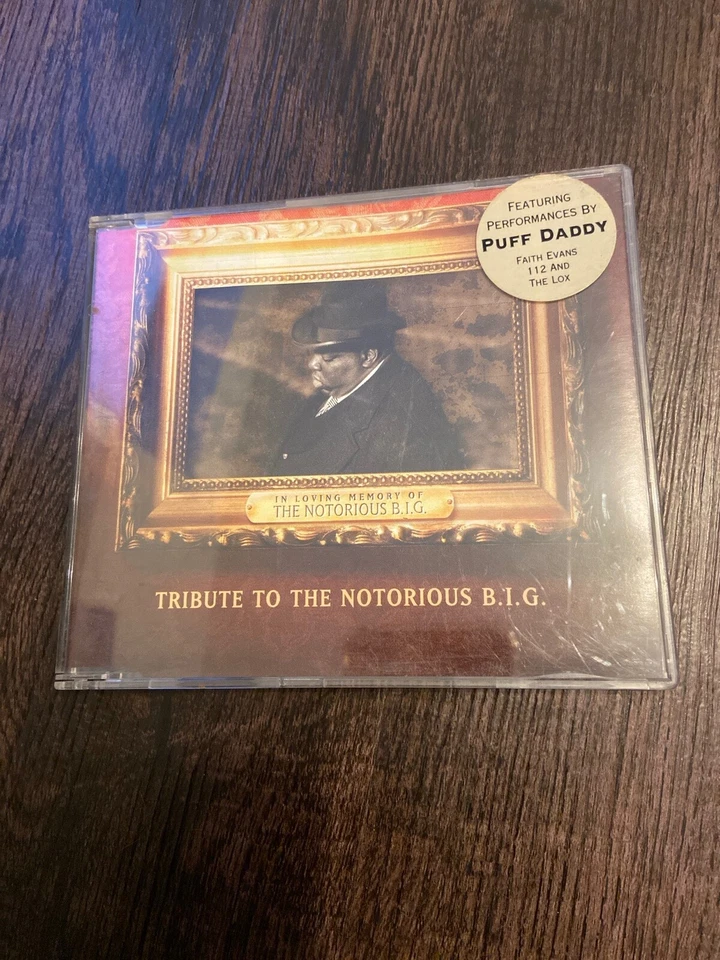 FEATURING
PERFORMANCES BY
PUFF DADDY
FAITH EVANS
112 AND
THE LOX
IN LOVING MEMORY OF
THE NOTORIOUS B.I.G.
TRIBUTE TO THE NOTORIOUS B.I.G.